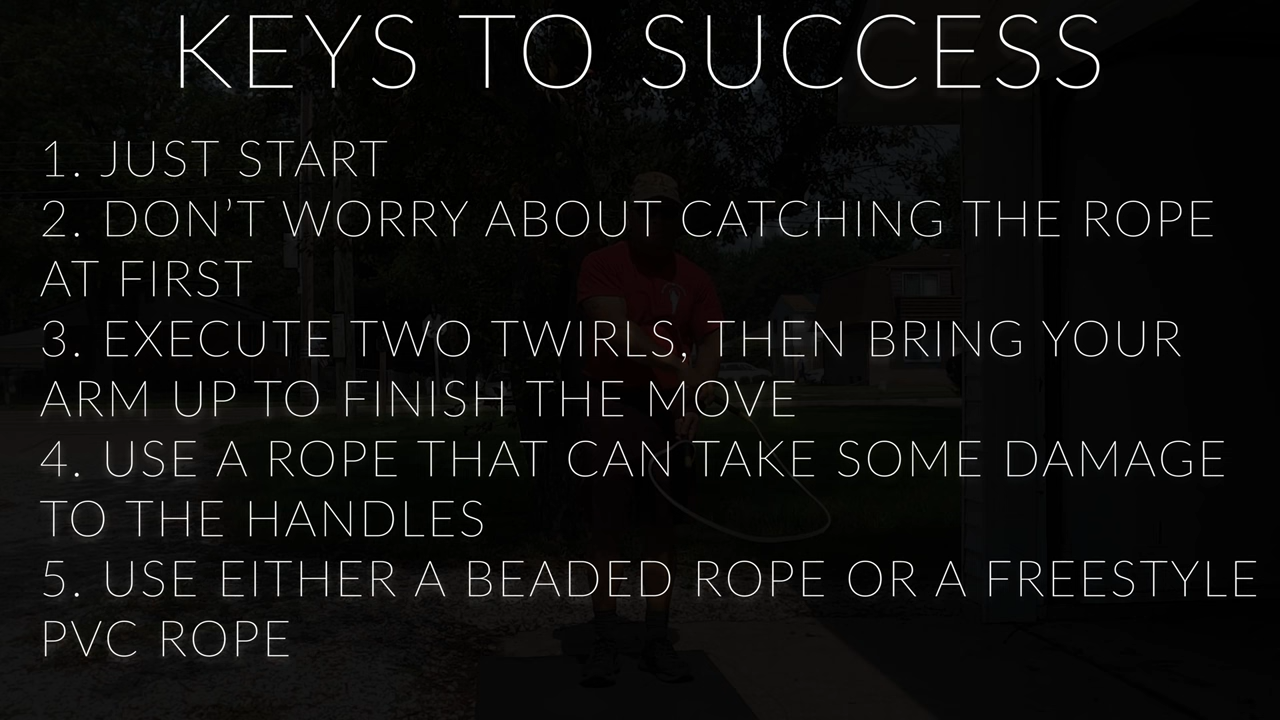 KEYS TO SUCCESS
1. JUST START
2. DON'T WORRY ABOUT CATCHING THE ROPE
AT FIRST
3. EXECUTE TWO TWIRLS, THEN BRING YOUR
ARM UP TO FINISH THE MOVE
4. USE A ROPE THAT CAN TAKE SOME DAMAGE
TO THE HANDLES
5. USE EITHER A BEADED ROPE OR A FREESTYLE
PVC ROPE